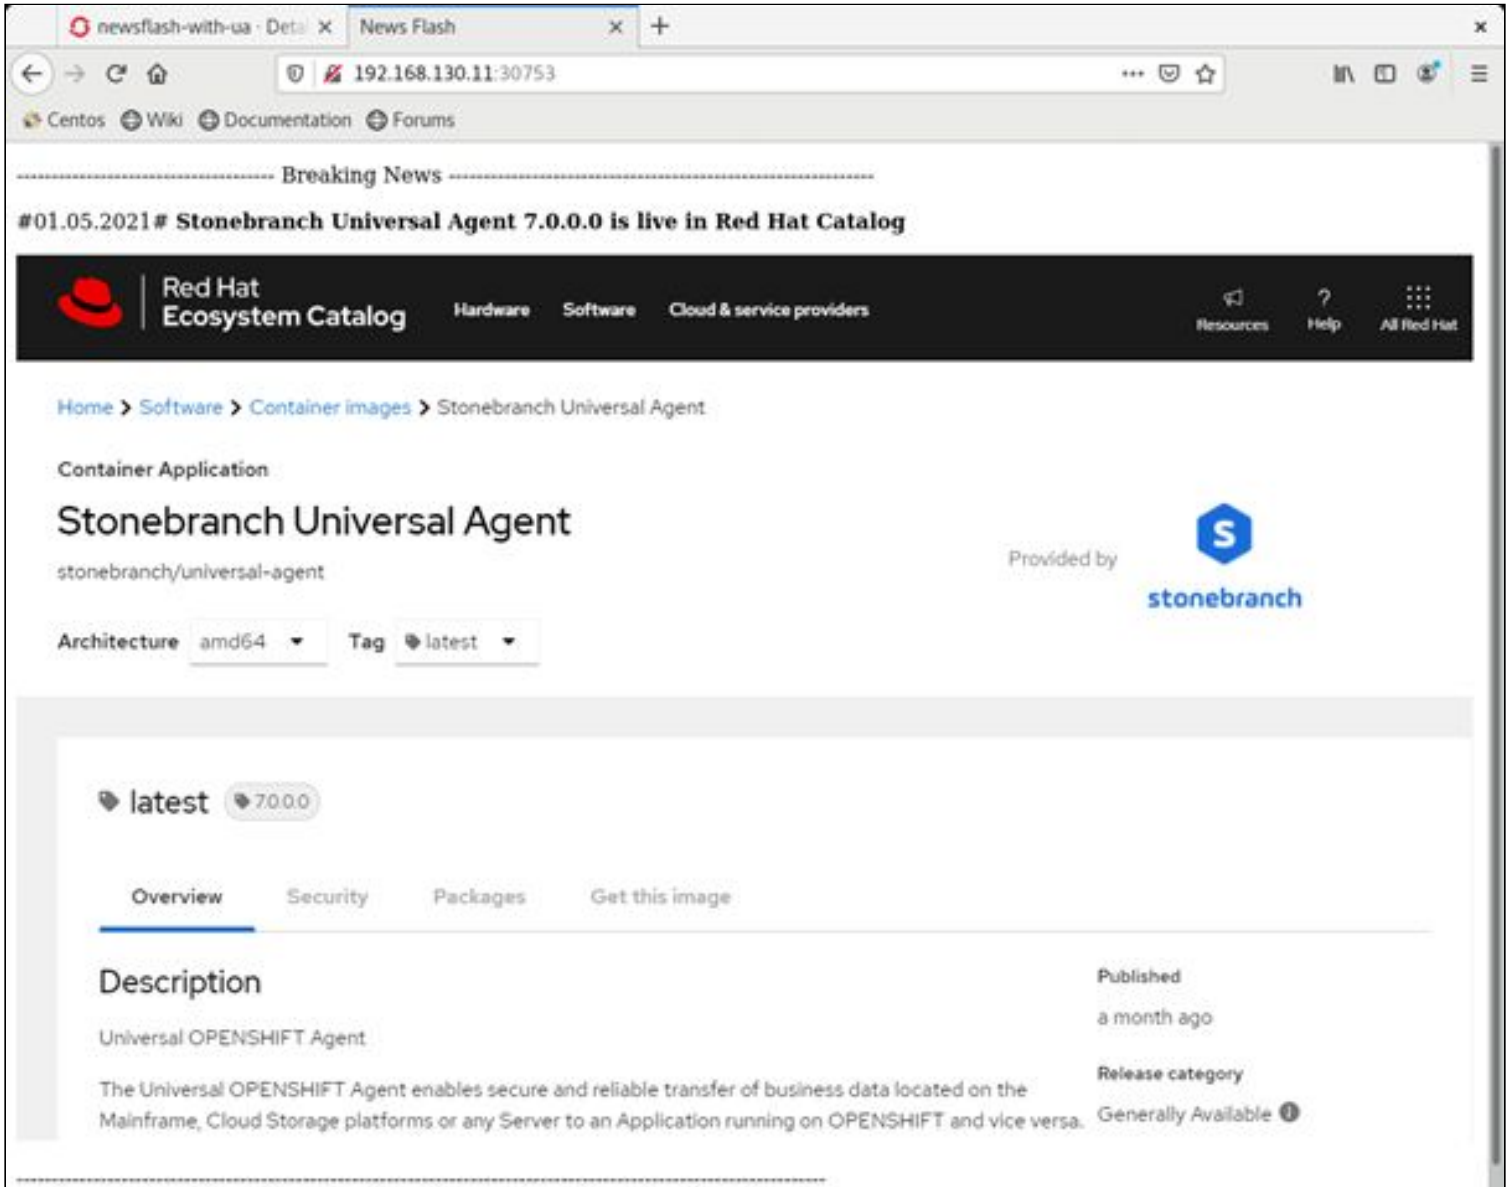 newsflash-with-ua - Deta
News Flash
192.168.130.11:30753
Centos Wiki Documentation Forums
------------------------------------- Breaking News -------------------------------------------------------------
#01.05.2021# Stonebranch Universal Agent 7.0.0.0 is live in Red Hat Catalog
Red Hat
Ecosystem Catalog
Hardware Software Cloud & service providers
Resources
? Help
All Red Hat
Home > Software > Container images > Stonebranch Universal Agent
Container Application
Stonebranch Universal Agent
stonebranch/universal-agent
Provided by
S
stonebranch
Architecture amd64 Tag latest
latest 7.0.0.0
Overview Security Packages Get this image
Description
Universal OPENSHIFT Agent
The Universal OPENSHIFT Agent enables secure and reliable transfer of business data located on the
Mainframe, Cloud Storage platforms or any Server to an Application running on OPENSHIFT and vice versa.
Published
a month ago
Release category
Generally Available
--------------------------------------------------------------------------------------------------------------------